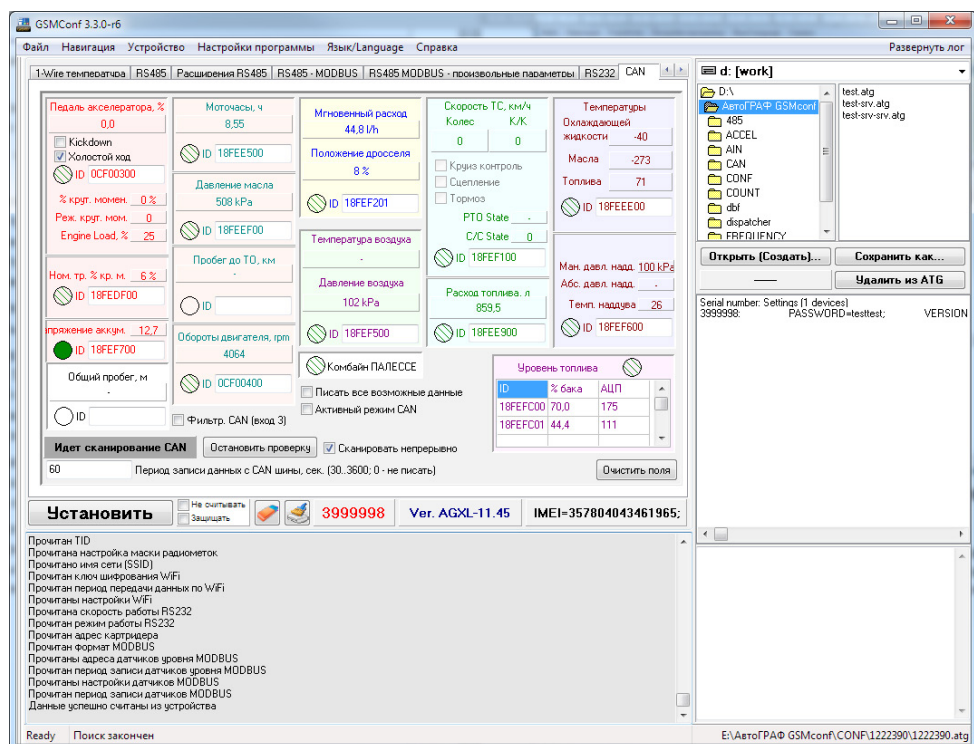 GSMConf 3.3.0-r6
Файл Навигация Устройство Настройки программы Язык/Language Справка Развернуть лог
1-Wire температура RS485 Расширения RS485 RS485 - MODBUS RS485 MODBUS - произвольные параметры RS232 CAN
Педаль акселератора, %
0,0
Kickdown
Холостой ход
ID 0CF00300
% крут. момен. 0 %
Реж. крут. мом. 0
Engine Load, % 25
Ном. тр. % кр. м. 6 %
ID 18FEDF00
пряжение аккум. 12,7
ID 18FEF700
Общий пробег, м
-
ID
Моточасы, ч
8,55
ID 18FEE500
Давление масла
508 kPa
ID 18FEEF00
Пробег до ТО, км
-
ID
Обороты двигателя, rpm
4064
ID 0CF00400
Фильтр. CAN (вход 3)
Мгновенный расход
44,8 l/h
Положение дросселя
8 %
ID 18FEF201
Температура воздуха
-
Давление воздуха
102 kPa
ID 18FEF500
Комбайн ПАЛЕССЕ
Писать все возможные данные
Активный режим CAN
Скорость ТС, км/ч
Колес К/К
0 0
Круиз контроль
Сцепление
Тормоз
PTO State -
C/C State 0
ID 18FEF100
Расход топлива. л
859,5
ID 18FEE900
Температуры
Охлаждающей
жидкости -40
Масла -273
Топлива 71
ID 18FEEE00
Ман. давл. надд. 100 kPa
Абс. давл. надд. -
Темп. наддува 26
ID 18FEF600
Уровень топлива
ID % бака АЦП
18FEFC00 70,0 175
18FEFC01 44,4 111
Идет сканирование CAN Остановить проверку Сканировать непрерывно
60 Период записи данных с CAN шины, сек. (30..3600; 0 - не писать) Очистить поля
Установить Не считывать
Защищать
3999998 Ver. AGXL-11.45 IMEI=357804043461965;
Прочитан TID
Прочитана настройка маски радиометок
Прочитано имя сети (SSID)
Прочитан ключ шифрования WiFi
Прочитан период передачи данных по WiFi
Прочитаны настройки WiFi
Прочитана скорость работы RS232
Прочитан режим работы RS232
Прочитан адрес картридера
Прочитан формат MODBUS
Прочитаны адреса датчиков уровня MODBUS
Прочитан период записи датчиков уровня MODBUS
Прочитаны настройки датчиков MODBUS
Прочитан период записи датчиков MODBUS
Данные успешно считаны из устройства
d: [work]
D:\
АвтоГРАФ GSMconf
485
ACCEL
AIN
CAN
CONF
COUNT
dbf
dispatcher
FREQUENCY
test.atg
test-srv.atg
test-srv-srv.atg
Открыть (Создать)... Сохранить как...
Удалить из ATG
Serial number: Settings (1 devices)
3999998: PASSWORD=testtest; VERSION
Ready Поиск закончен E:\АвтоГРАФ GSMconf\CONF\1222390\1222390.atg